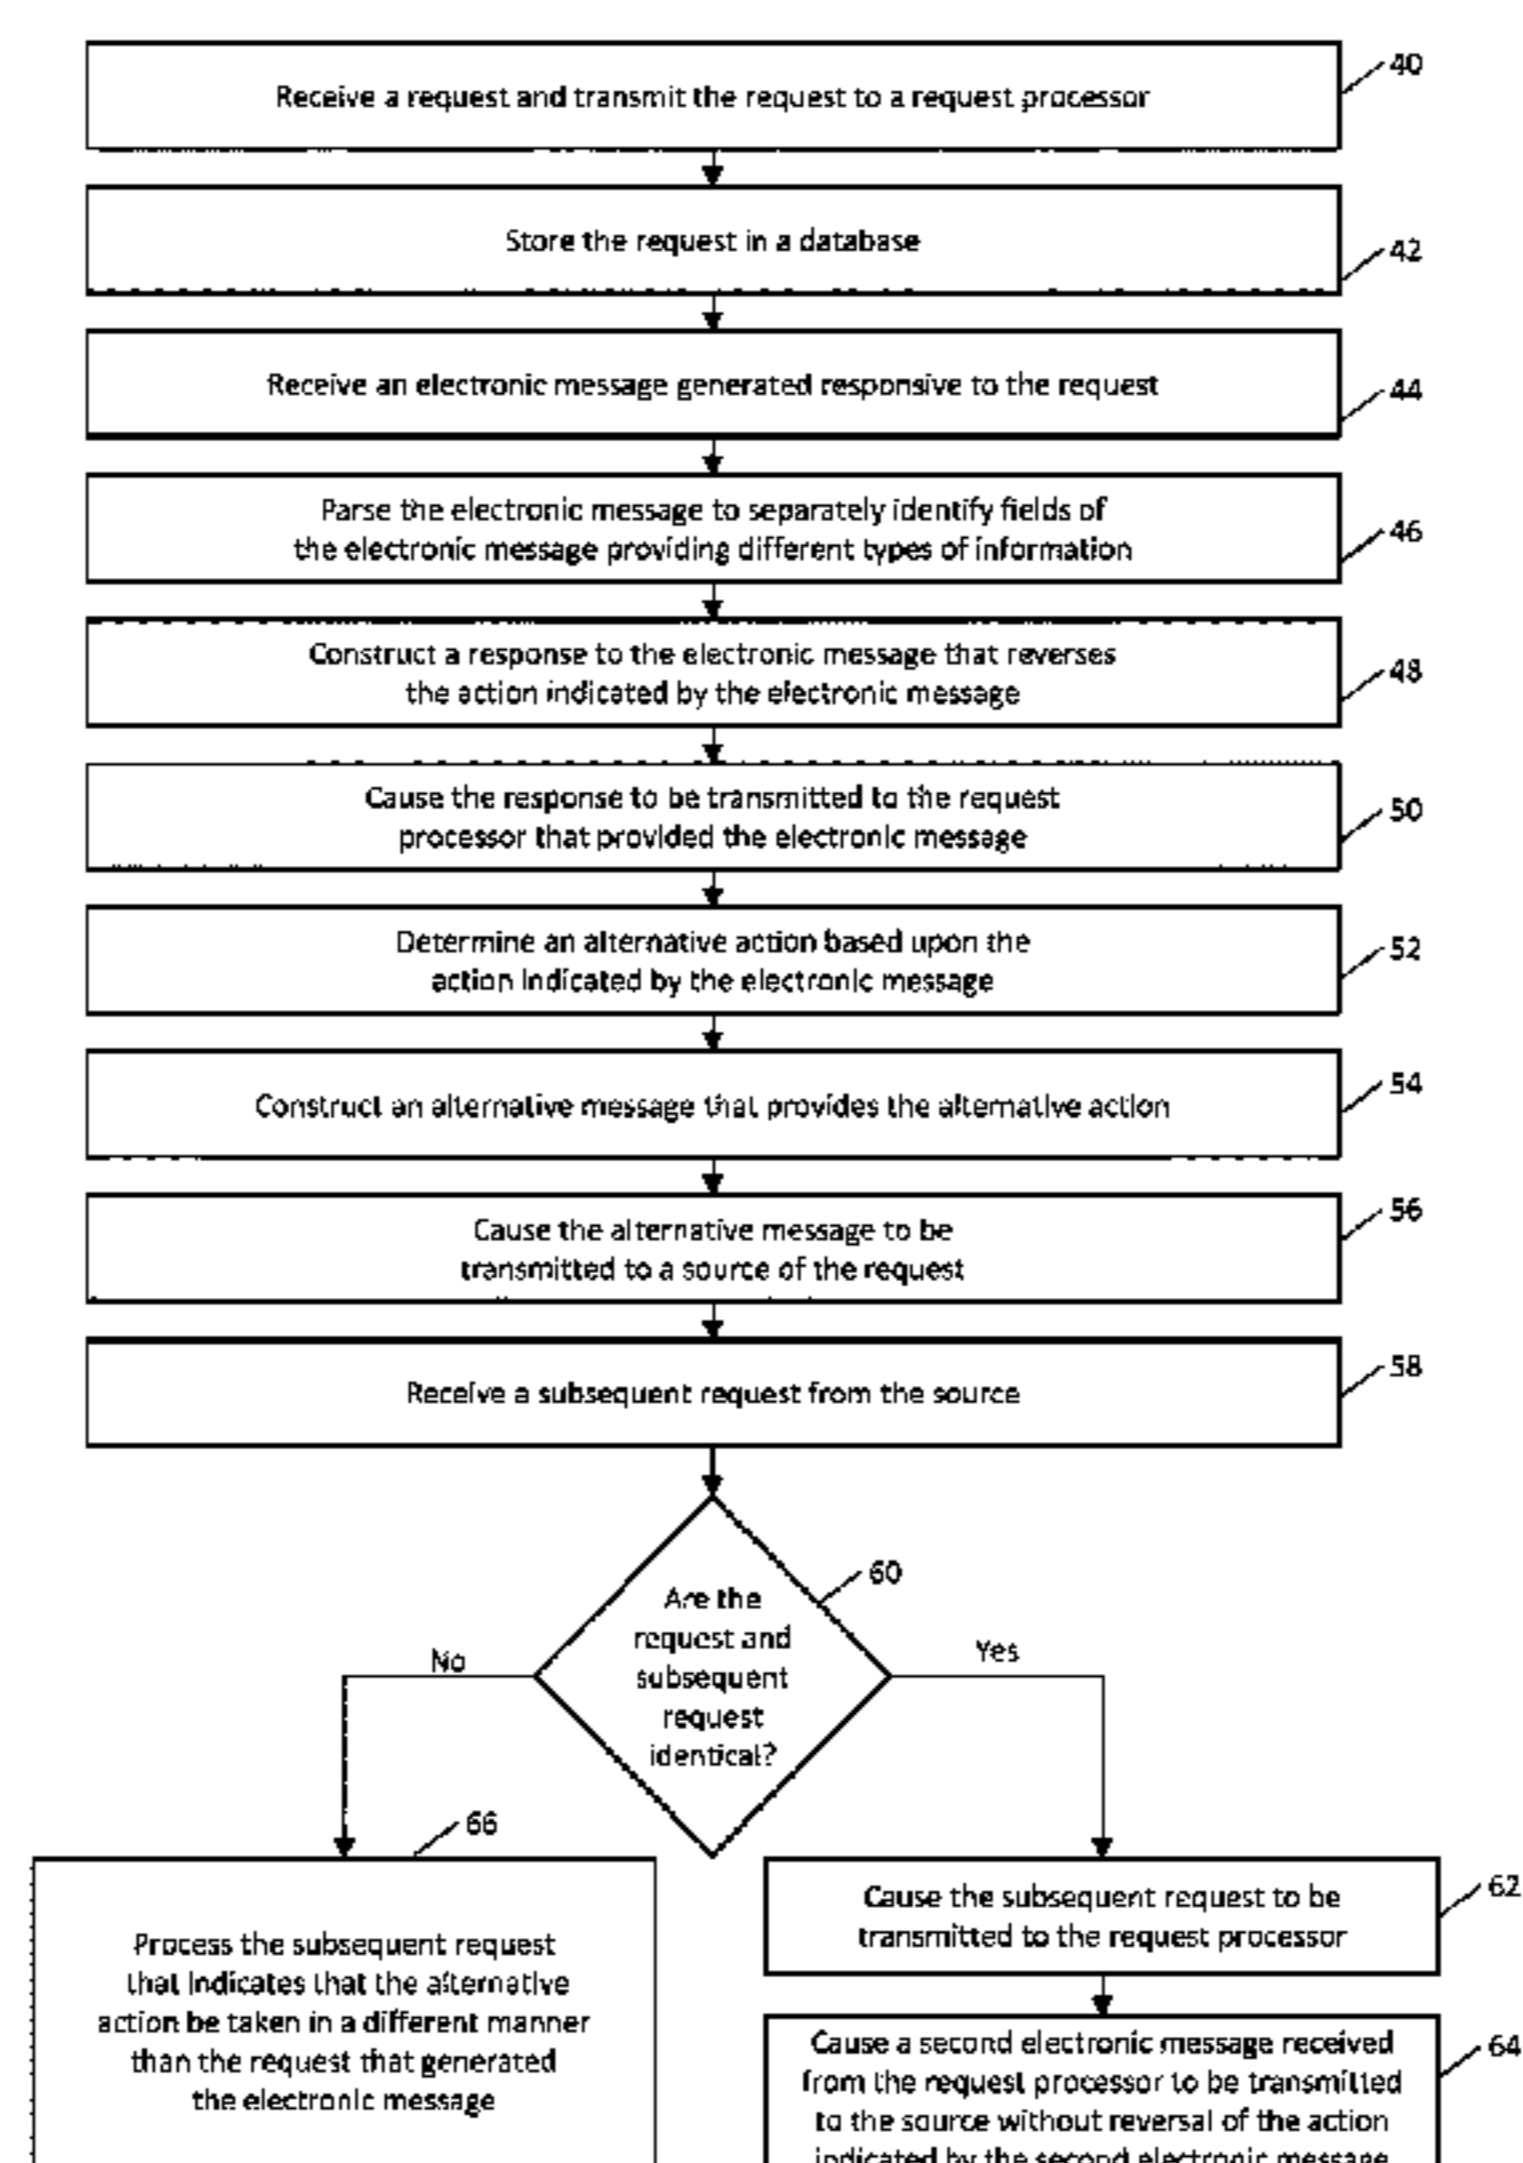 Receive a request and transmit the request to a request processor
40
Store the request in a database
42
Receive an electronic message generated responsive to the request
44
Parse the electronic message to separately identify fields of
the electronic message providing different types of information
46
Construct a response to the electronic message that reverses
the action indicated by the electronic message
48
Cause the response to be transmitted to the request
processor that provided the electronic message
50
Determine an alternative action based upon the
action indicated by the electronic message
52
Construct an alternative message that provides the alternative action
54
Cause the alternative message to be
transmitted to a source of the request
56
Receive a subsequent request from the source
58
Are the
request and
subsequent
request
identical?
60
No
Yes
66
Process the subsequent request
that indicates that the alternative
action be taken in a different manner
than the request that generated
the electronic message
Cause the subsequent request to be
transmitted to the request processor
62
Cause a second electronic message received
from the request processor to be transmitted
to the source without reversal of the action
indicated by the second electronic message
64